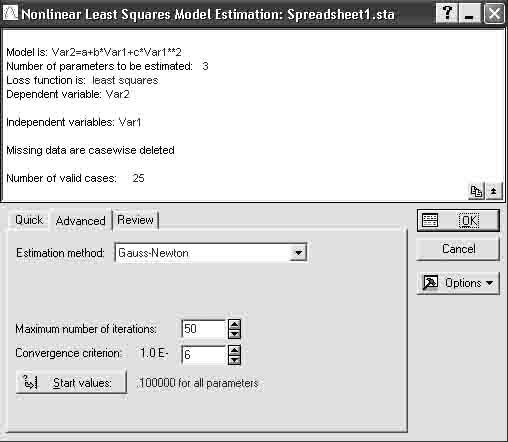 Nonlinear Least Squares Model Estimation: Spreadsheet1.sta
Model is: Var2=a+b*Var1+c*Var1**2
Number of parameters to be estimated: 3
Loss function is: least squares
Dependent variable: Var2
Independent variables: Var1
Missing data are casewise deleted
Number of valid cases: 25
Quick Advanced Review
OK
Estimation method: Gauss-Newton
Cancel
Options
Maximum number of iterations: 50
Convergence criterion: 1.0 E- 6
Start values: .100000 for all parameters